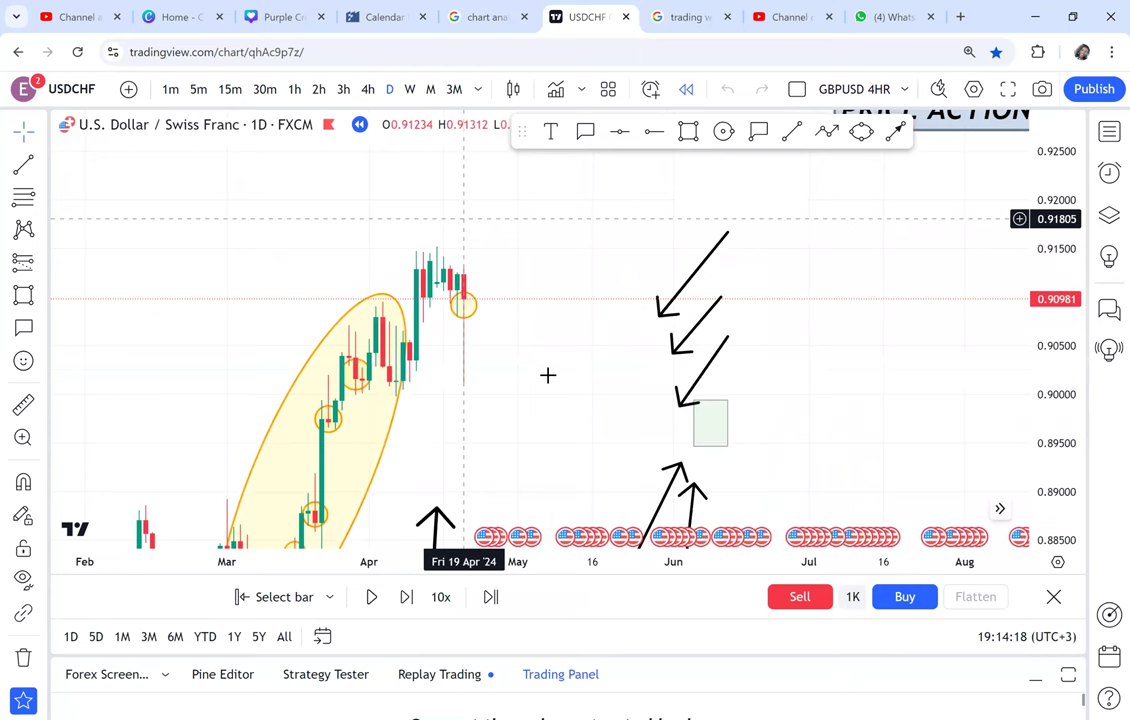 Channel a
Home - C
Purple Cr
Calendar
chart ana
USDCHF
trading w
Channel a
(4) Whats
tradingview.com/chart/qhAc9p7z/
E 2 USDCHF 1m 5m 15m 30m 1h 2h 3h 4h D W M 3M GBPUSD 4HR Publish
PRICE ACTION
U.S. Dollar / Swiss Franc · 1D · FXCM O0.91234 H0.91312 L0.
T
0.92500
0.92000
0.91805
0.91500
0.90981
0.90500
0.90000
0.89500
0.89000
0.88500
Feb Mar Apr Fri 19 Apr '24 May 16 Jun Jul 16 Aug
Select bar 10x Sell 1K Buy Flatten
1D 5D 1M 3M 6M YTD 1Y 5Y All 19:14:18 (UTC+3)
Forex Screen... Pine Editor Strategy Tester Replay Trading Trading Panel